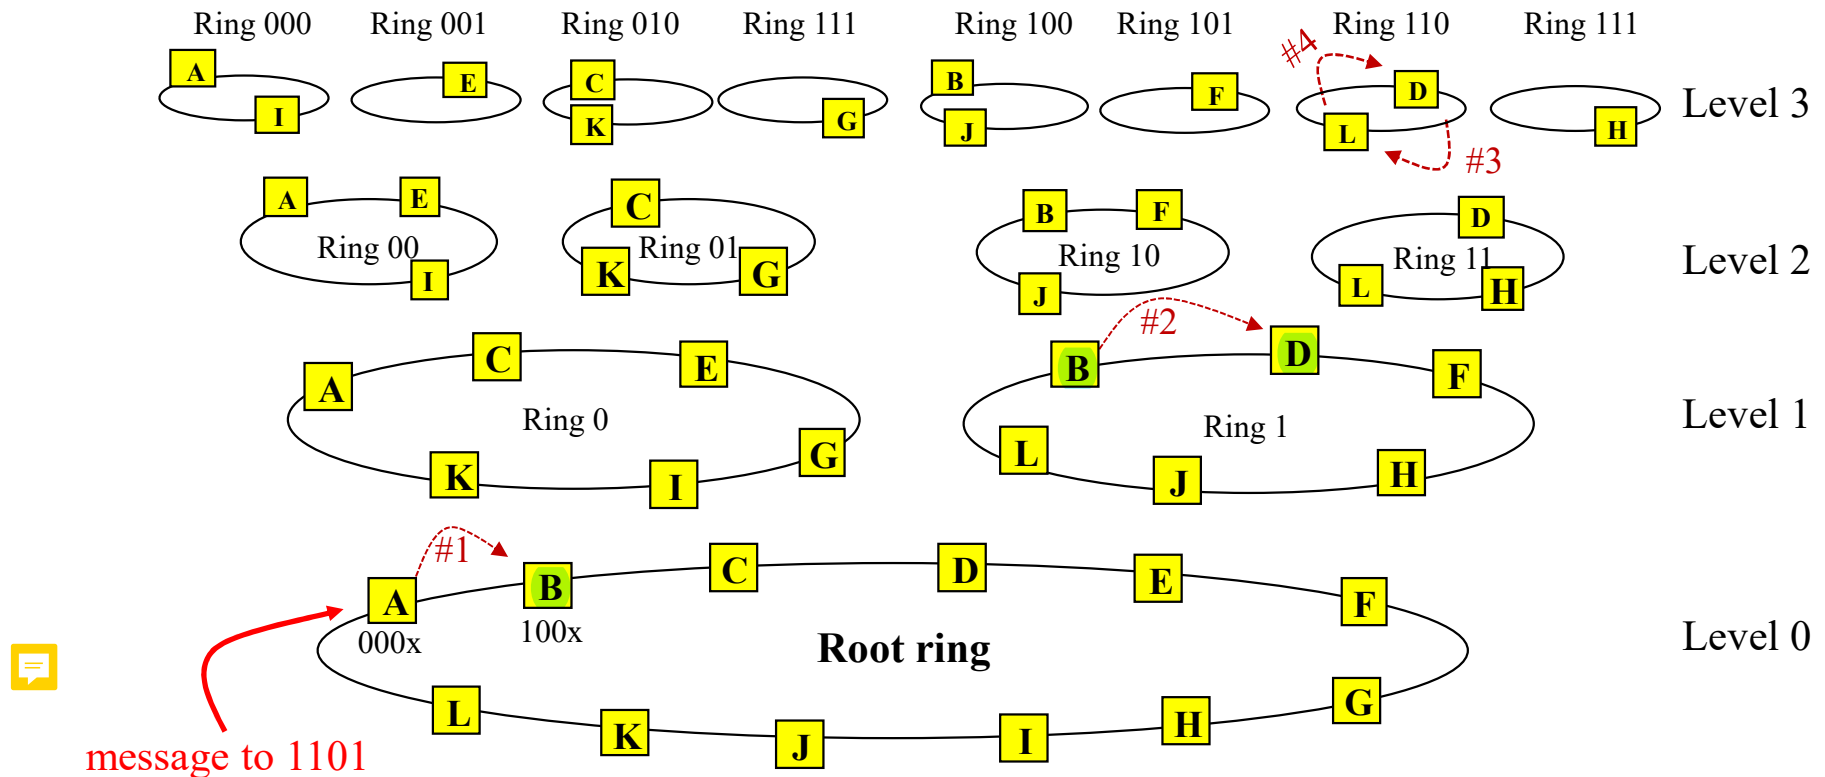 Ring 000 Ring 001 Ring 010 Ring 111 Ring 100 Ring 101 Ring 110 Ring 111
#4
A E C B F D
Level 3
I K G J L H
#3
A E C B F D
Ring 00 Ring 01 Ring 10 Ring 11
Level 2
I K G J L H
#2
A C E B D F
Ring 0 Ring 1
Level 1
K I G L J H
#1
A B C D E F
000x 100x
Root ring
Level 0
L K J I H G
message to 1101